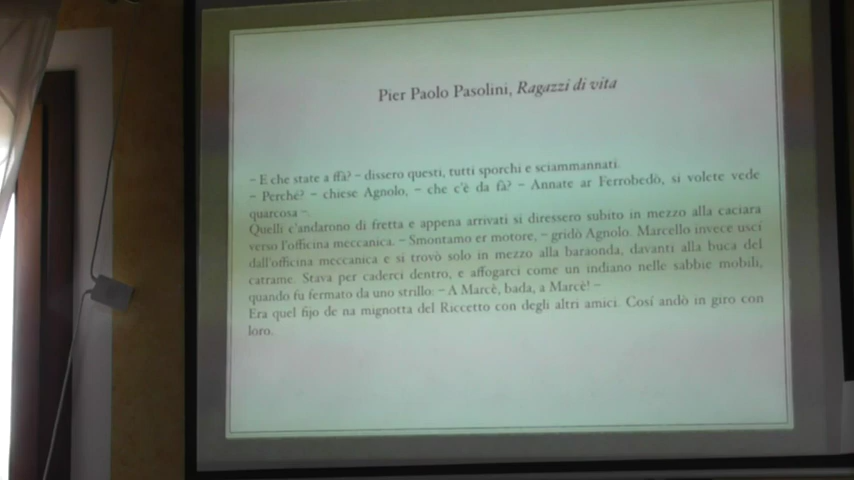 Pier Paolo Pasolini, Ragazzi di vita
– E che state a ffà? – dissero questi, tutti sporchi e sciammannati.
– Perché? – chiese Agnolo, – che c'è da fà? – Annate ar Ferrobedò, si volete vede
quarcosa –.
Quelli c'andarono di fretta e appena arrivati si diressero subito in mezzo alla caciara
verso l'officina meccanica. – Smontamo er motore, – gridò Agnolo. Marcello invece uscì
dall'officina meccanica e si trovò solo in mezzo alla baraonda, davanti alla buca del
catrame. Stava per caderci dentro, e affogarci come un indiano nelle sabbie mobili,
quando fu fermato da uno strillo: – A Marcè, bada, a Marcè! –
Era quel fijo de na mignotta del Riccetto con degli altri amici. Così andò in giro con
loro.